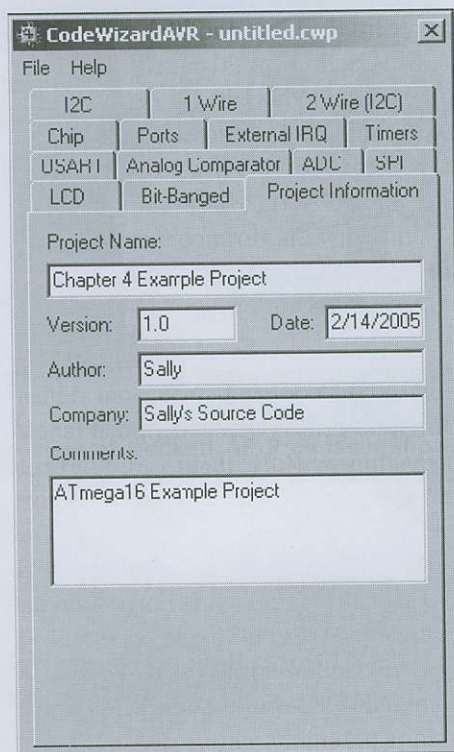 CodeWizardAVR - untitled.cwp
File Help
I2C 1 Wire 2 Wire (I2C)
Chip Ports External IRQ Timers
USART Analog Comparator ADC SPI
LCD Bit-Banged Project Information
Project Name:
Chapter 4 Example Project
Version: 1.0 Date: 2/14/2005
Author: Sally
Company: Sally's Source Code
Comments:
ATmega16 Example Project